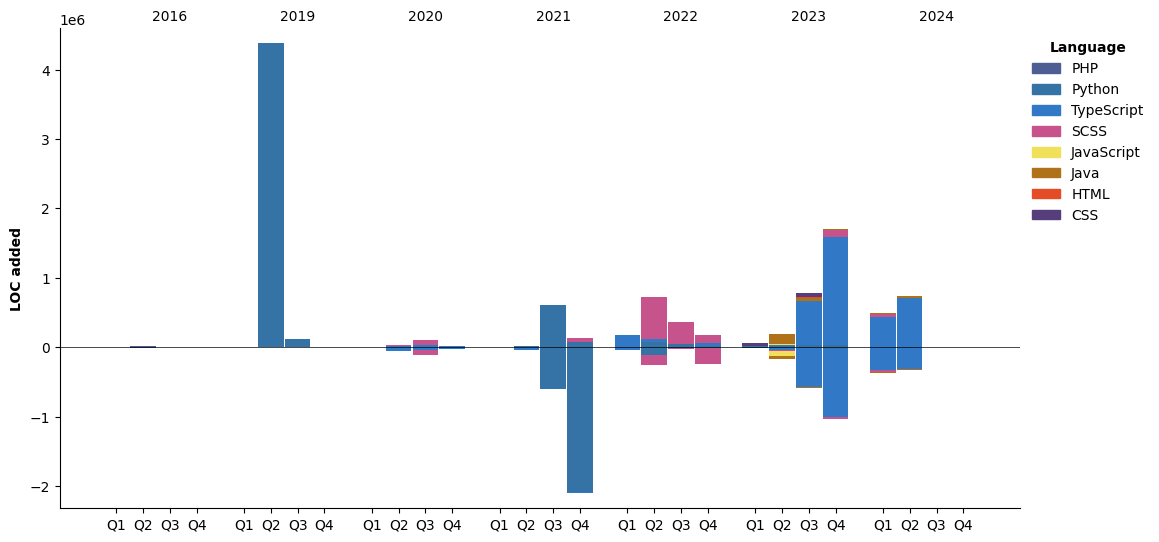 1e6
2016 2019 2020 2021 2022 2023 2024
LOC added
4
3
2
1
0
−1
−2
Q1 Q2 Q3 Q4 Q1 Q2 Q3 Q4 Q1 Q2 Q3 Q4 Q1 Q2 Q3 Q4 Q1 Q2 Q3 Q4 Q1 Q2 Q3 Q4 Q1 Q2 Q3 Q4
Language
PHP
Python
TypeScript
SCSS
JavaScript
Java
HTML
CSS